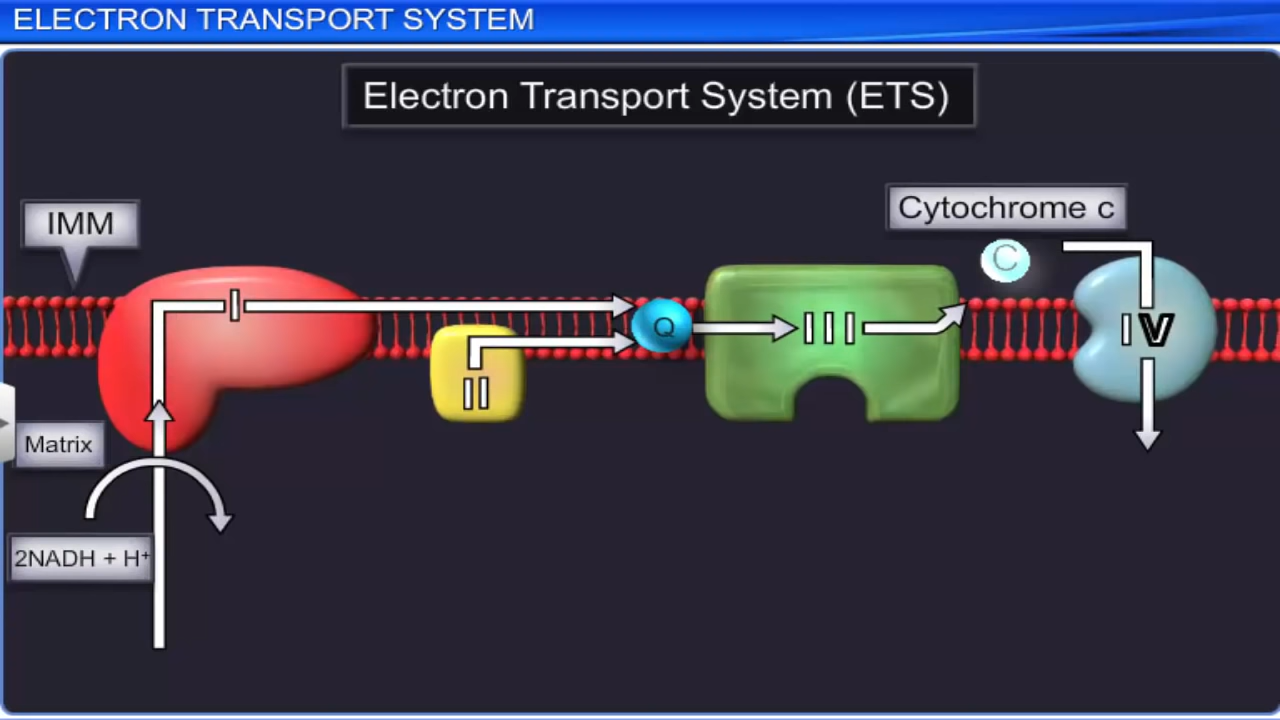 ELECTRON TRANSPORT SYSTEM
Electron Transport System (ETS)
Cytochrome c
IMM
C
I
Q
III
IV
II
Matrix
2NADH + H⁺